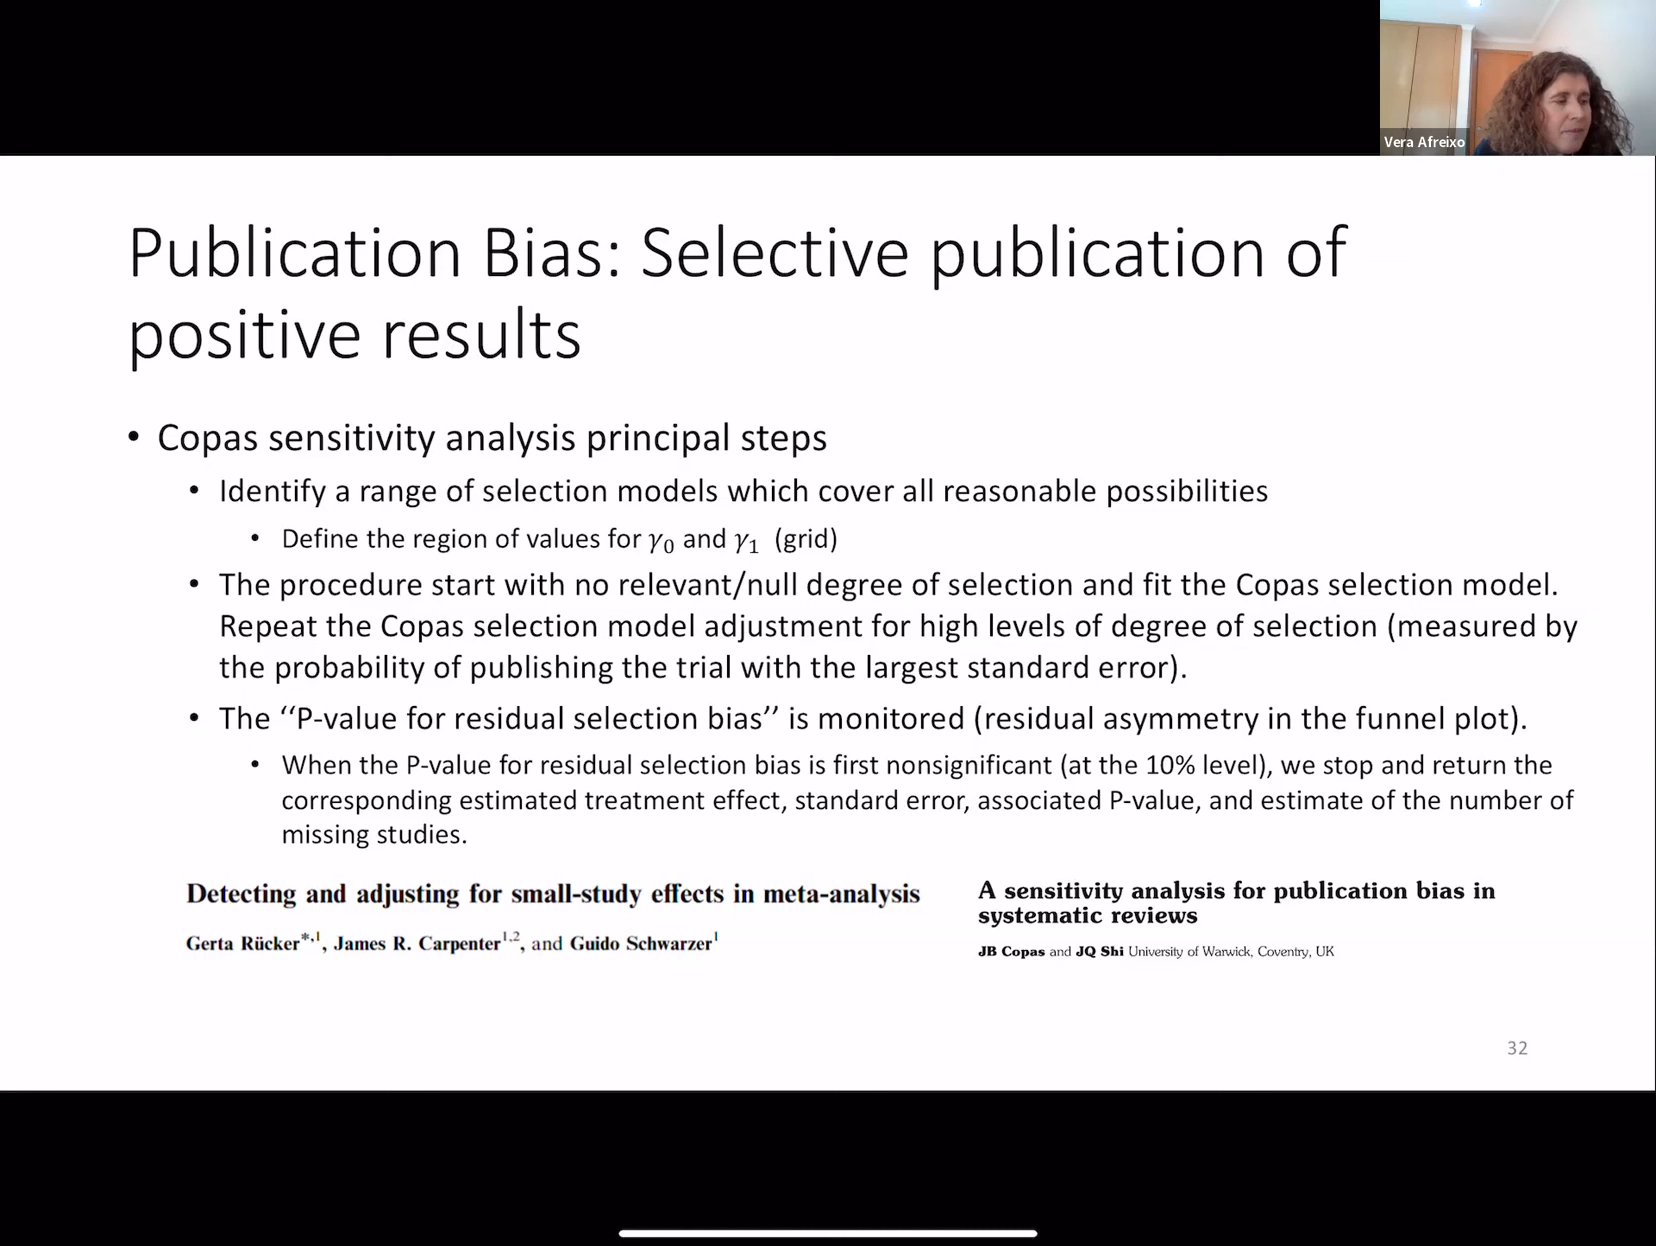 Vera Afreixo
Publication Bias: Selective publication of
positive results
• Copas sensitivity analysis principal steps
• Identify a range of selection models which cover all reasonable possibilities
• Define the region of values for γ₀ and γ₁ (grid)
• The procedure start with no relevant/null degree of selection and fit the Copas selection model.
Repeat the Copas selection model adjustment for high levels of degree of selection (measured by
the probability of publishing the trial with the largest standard error).
• The ‘‘P-value for residual selection bias’’ is monitored (residual asymmetry in the funnel plot).
• When the P-value for residual selection bias is first nonsignificant (at the 10% level), we stop and return the
corresponding estimated treatment effect, standard error, associated P-value, and estimate of the number of
missing studies.
Detecting and adjusting for small-study effects in meta-analysis
Gerta Rücker*,1, James R. Carpenter1,2, and Guido Schwarzer1
A sensitivity analysis for publication bias in
systematic reviews
JB Copas and JQ Shi University of Warwick, Coventry, UK
32